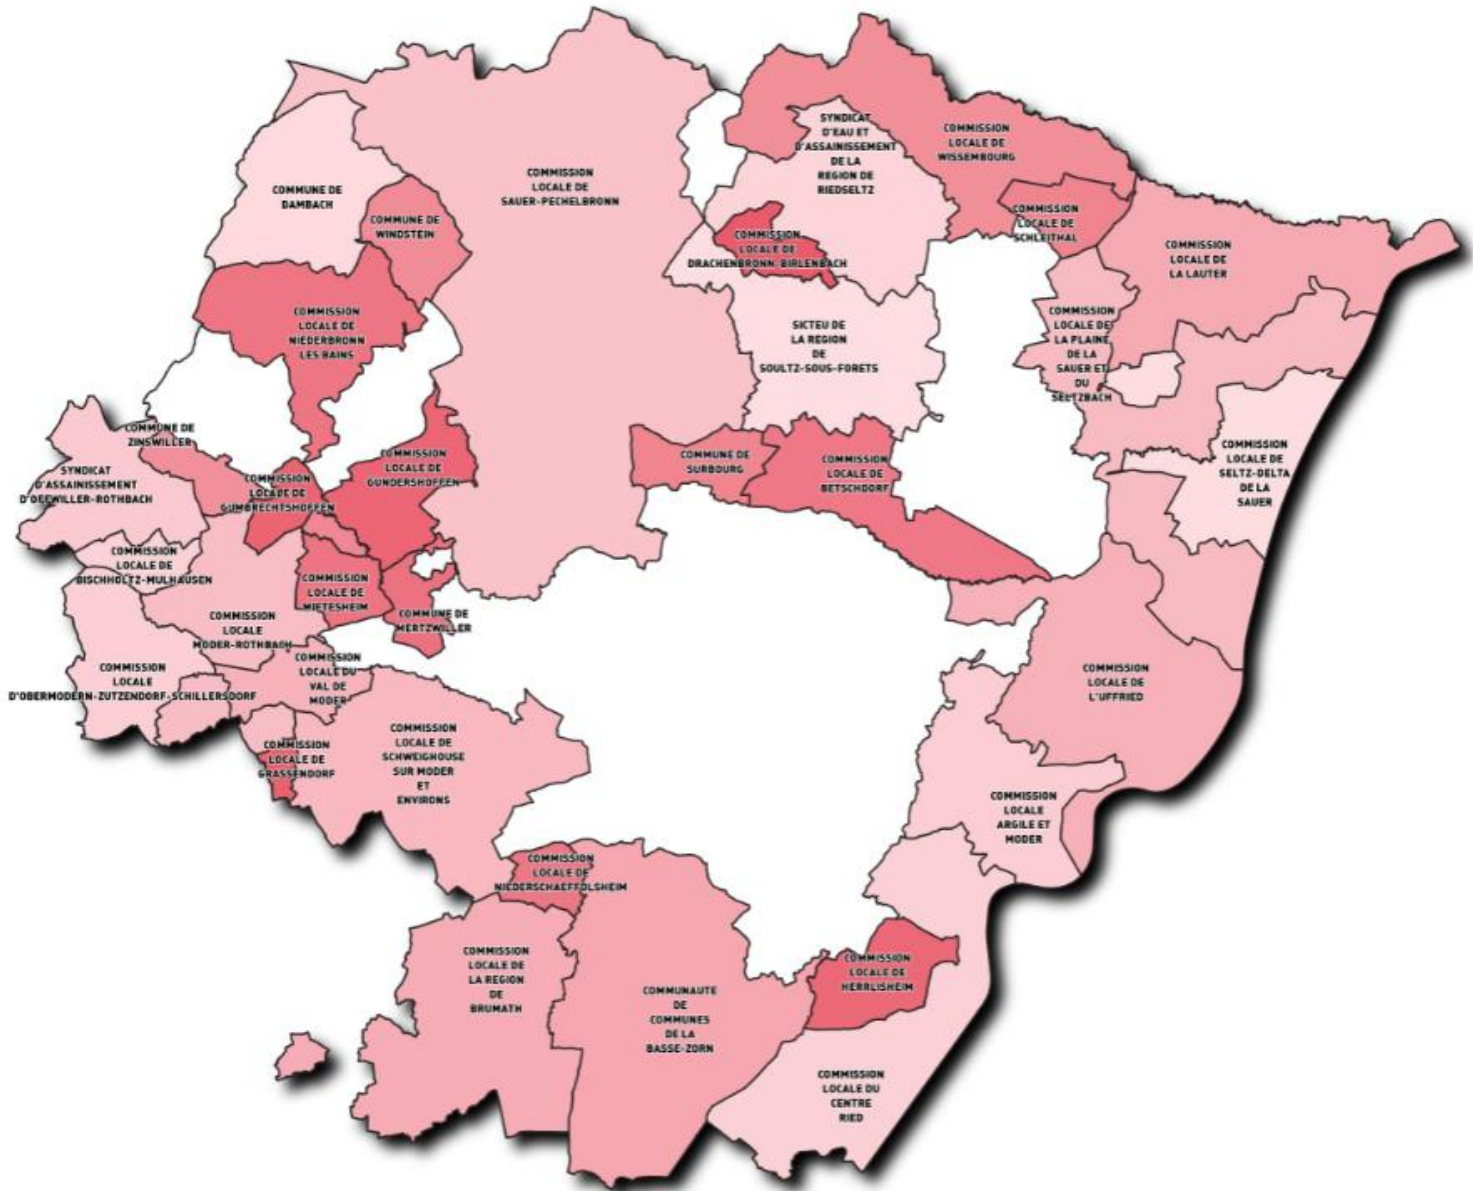 SYNDICAT
D'EAU ET
D'ASSAINISSEMENT
DE LA
REGION DE
RIEDSELTZ
COMMISSION
LOCALE DE
WISSEMBOURG
COMMISSION
LOCALE DE
SAUER-PECHELBRONN
COMMUNE DE
DAMBACH
COMMUNE DE
WINDSTEIN
COMMISSION
LOCALE DE
SCHLEITHAL
COMMISSION
LOCALE DE
DRACHENBRONN-BIRLENBACH
COMMISSION
LOCALE DE
LA LAUTER
COMMISSION
LOCALE DE
NIEDERBRONN
LES BAINS
SICTEU DE
LA REGION
DE
SOULTZ-SOUS-FORETS
COMMISSION
LOCALE DE
LA PLAINE
DE LA
SAUER ET
DU
SELTZBACH
COMMUNE DE
ZINSWILLER
SYNDICAT
D'ASSAINISSEMENT
D'OFFWILLER-ROTHBACH
COMMISSION
LOCALE DE
GUMBRECHTSHOFFEN
COMMISSION
LOCALE DE
GUNDERSHOFFEN
COMMUNE DE
SURBOURG
COMMISSION
LOCALE DE
BETSCHDORF
COMMISSION
LOCALE DE
SELTZ-DELTA
DE LA
SAUER
COMMISSION
LOCALE DE
BISCHHOLTZ-MULHAUSEN
COMMISSION
LOCALE DE
MIETESHEIM
COMMUNE DE
MERTZWILLER
COMMISSION
LOCALE
MODER-ROTHBACH
COMMISSION
LOCALE
D'OBERMODERN-ZUTZENDORF-SCHILLERSDORF
COMMISSION
LOCALE DU
VAL DE
MODER
COMMISSION
LOCALE DE
L'UFFRIED
COMMISSION
LOCALE DE
GRASSENDORF
COMMISSION
LOCALE DE
SCHWEIGHOUSE
SUR MODER
ET
ENVIRONS
COMMISSION
LOCALE
ARGILE ET
MODER
COMMISSION
LOCALE DE
NIEDERSCHAEFFOLSHEIM
COMMISSION
LOCALE DE
LA REGION
DE
BRUMATH
COMMISSION
LOCALE DE
HERRLISHEIM
COMMUNAUTE
DE
COMMUNES
DE LA
BASSE-ZORN
COMMISSION
LOCALE DU
CENTRE
RIED